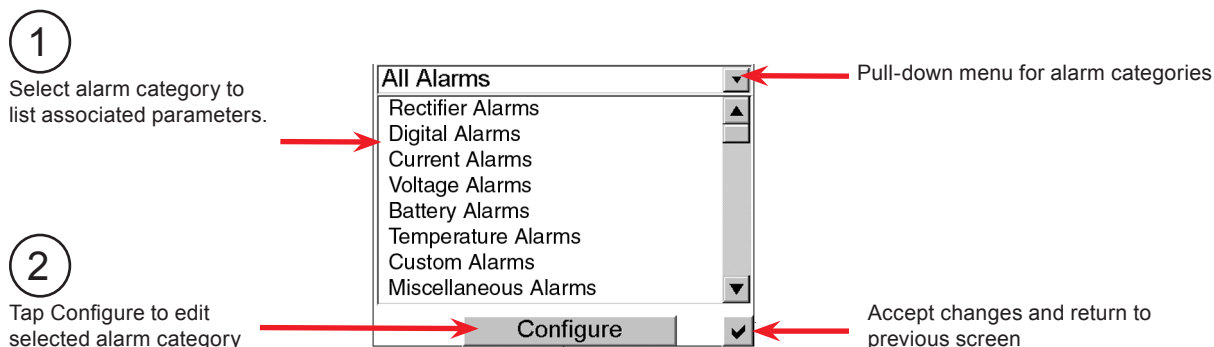 1
Select alarm category to
list associated parameters.
All Alarms
Pull-down menu for alarm categories
Rectifier Alarms
Digital Alarms
Current Alarms
Voltage Alarms
Battery Alarms
Temperature Alarms
Custom Alarms
Miscellaneous Alarms
2
Tap Configure to edit
selected alarm category
Configure
Accept changes and return to
previous screen